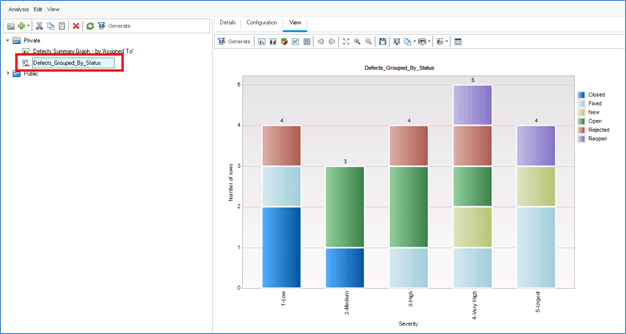 Analysis Edit View
Generate
Private
Defects Summary Graph - by 'Assigned To'
Defects_Grouped_By_Status
Public
Details Configuration View
Generate
Defects_Grouped_By_Status
Number of rows
6
5
4
3
2
1
0
4
3
4
5
4
1-Low
2-Medium
3-High
4-Very High
5-Urgent
Severity
Closed
Fixed
New
Open
Rejected
Reopen